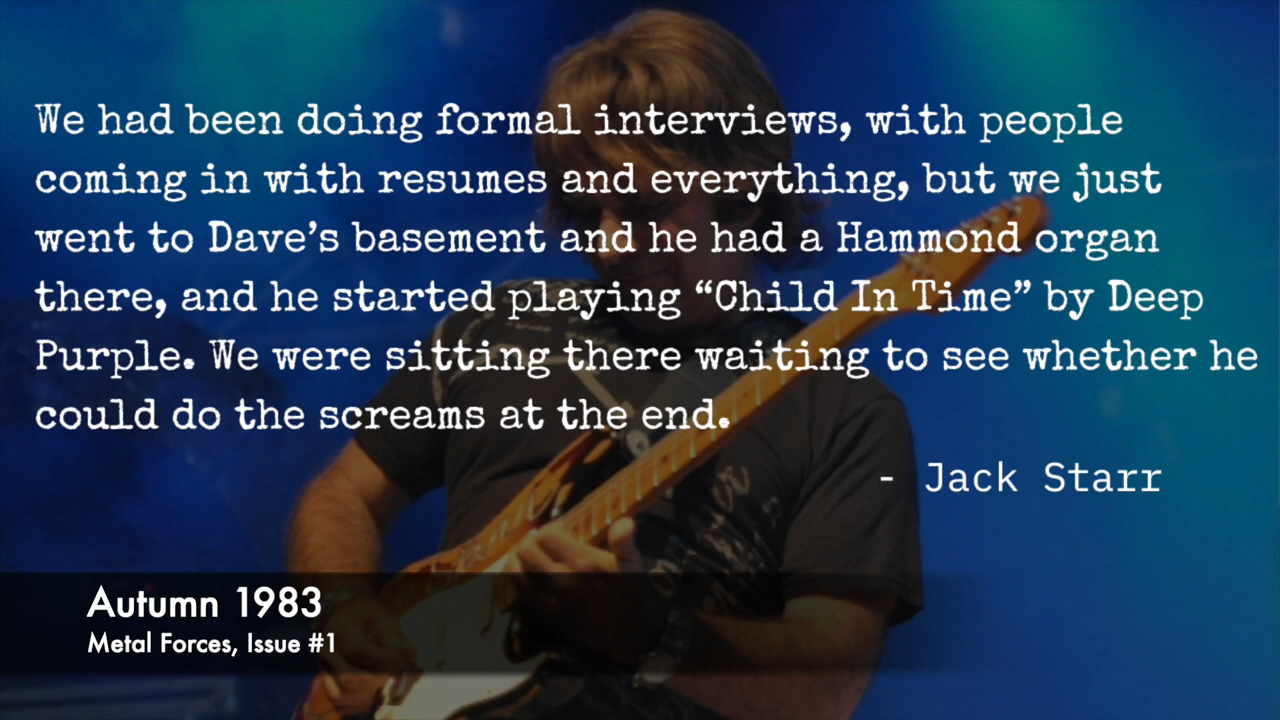 We had been doing formal interviews, with people
coming in with resumes and everything, but we just
went to Dave’s basement and he had a Hammond organ
there, and he started playing “Child In Time” by Deep
Purple. We were sitting there waiting to see whether he
could do the screams at the end.
- Jack Starr
Autumn 1983
Metal Forces, Issue #1